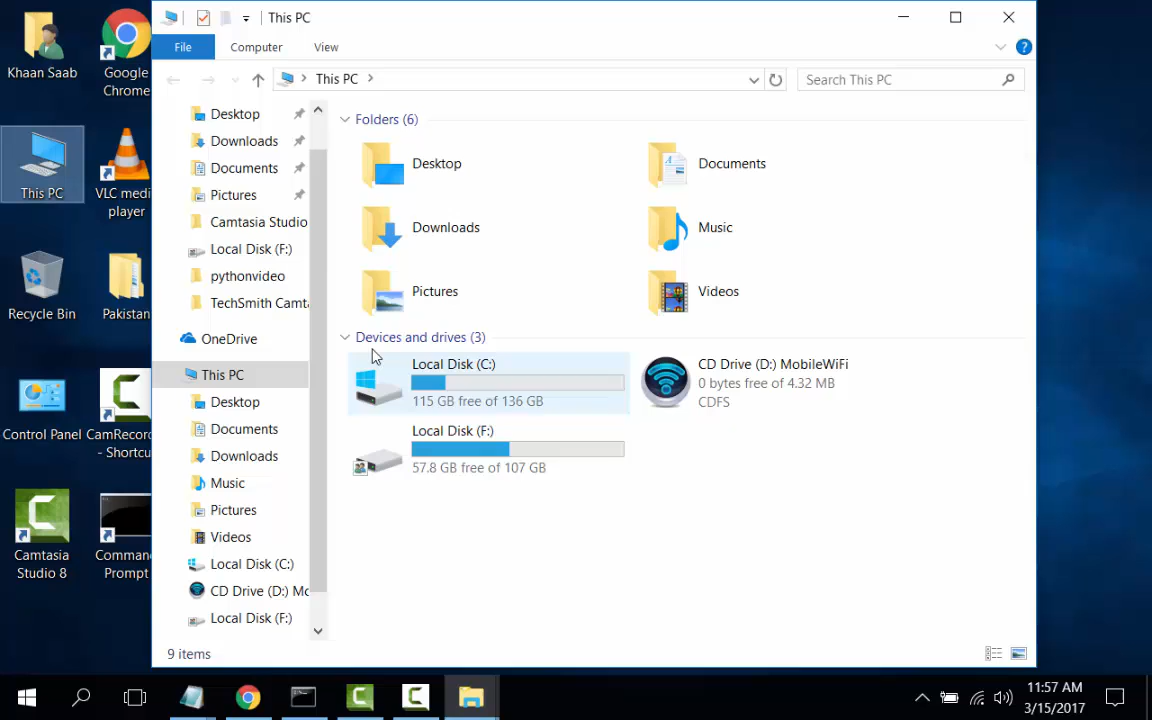 Khaan Saab
Google
Chrome
This PC
VLC medi
player
Recycle Bin
Pakistan
Control Panel
CamRecorc
- Shortcu
Camtasia
Studio 8
Comman
Prompt
This PC
File
Computer
View
?
This PC
Search This PC
Desktop
Downloads
Documents
Pictures
Camtasia Studio
Local Disk (F:)
pythonvideo
TechSmith Camta
OneDrive
This PC
Desktop
Documents
Downloads
Music
Pictures
Videos
Local Disk (C:)
CD Drive (D:) Mo
Local Disk (F:)
Folders (6)
Desktop
Documents
Downloads
Music
Pictures
Videos
Devices and drives (3)
Local Disk (C:)
115 GB free of 136 GB
CD Drive (D:) MobileWiFi
0 bytes free of 4.32 MB
CDFS
Local Disk (F:)
57.8 GB free of 107 GB
9 items
11:57 AM
3/15/2017